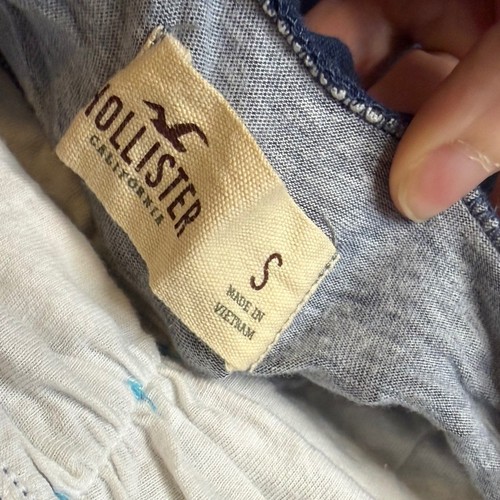 HOLLISTER
CALIFORNIA
S
MADE IN
VIETNAM